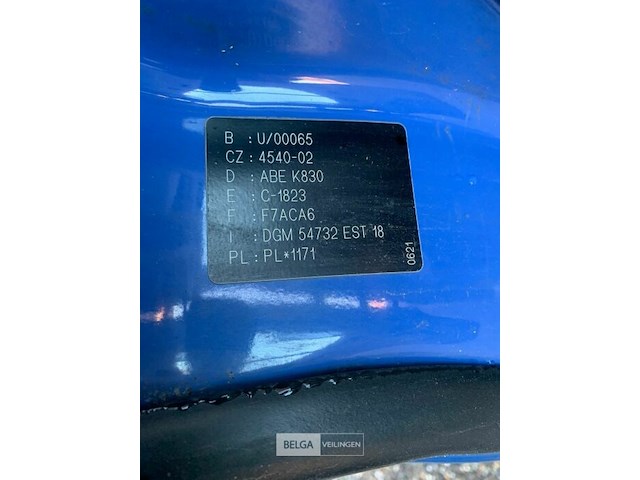 B : U/00065
CZ : 4540-02
D : ABE K830
E : C-1823
F : F7ACA6
I : DGM 54732 EST 18
PL : PL*1171
0621
BELGA VEILINGEN